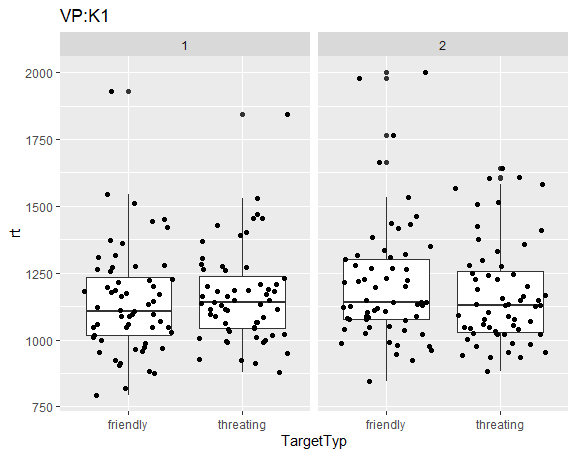 VP:K1
1 2
2000
1750
1500
1250
1000
750
rt
friendly threating friendly threating
TargetTyp